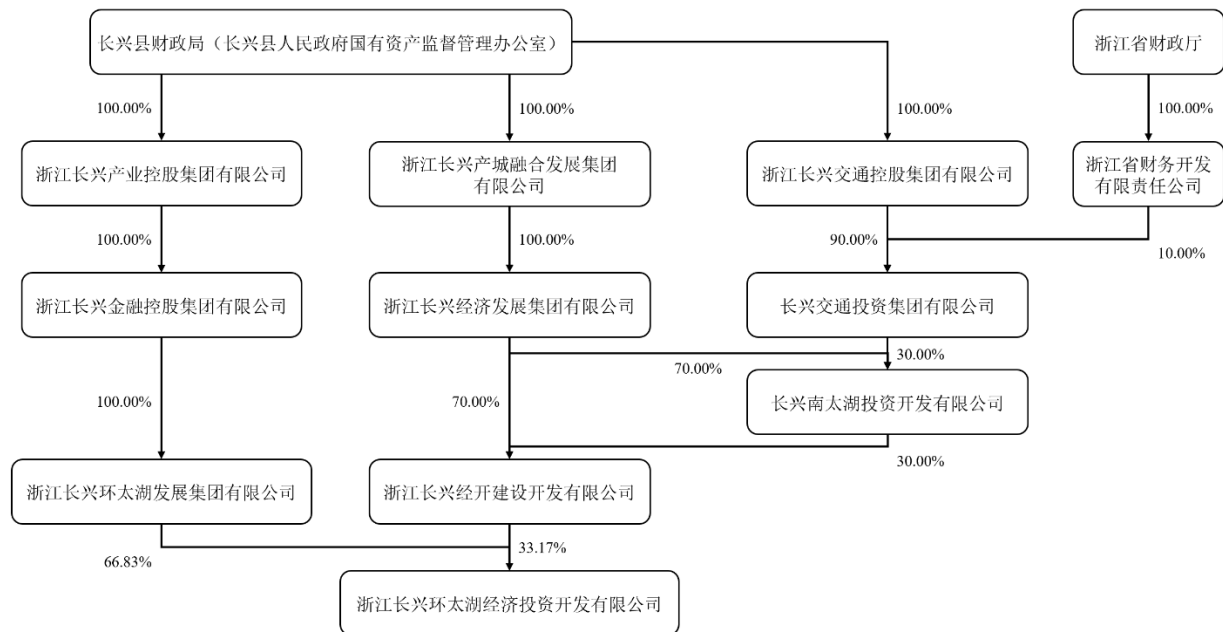 长兴县财政局（长兴县人民政府国有资产监督管理办公室）
浙江省财政厅
100.00%
100.00%
100.00%
100.00%
浙江长兴产业控股集团有限公司
浙江长兴产城融合发展集团
有限公司
浙江长兴交通控股集团有限公司
浙江省财务开发
有限责任公司
100.00%
100.00%
90.00%
10.00%
浙江长兴金融控股集团有限公司
浙江长兴经济发展集团有限公司
长兴交通投资集团有限公司
30.00%
70.00%
100.00%
70.00%
长兴南太湖投资开发有限公司
30.00%
浙江长兴环太湖发展集团有限公司
浙江长兴经开建设开发有限公司
66.83%
33.17%
浙江长兴环太湖经济投资开发有限公司